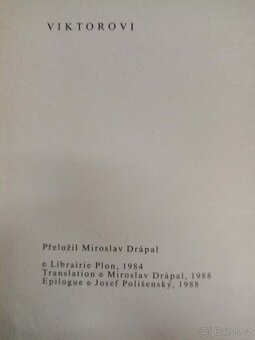 VIKTOROVI
Přeložil Miroslav Drápal
© Librairie Plon, 1984
Translation © Miroslav Drápal, 1988
Epilogue © Josef Polišenský, 1988